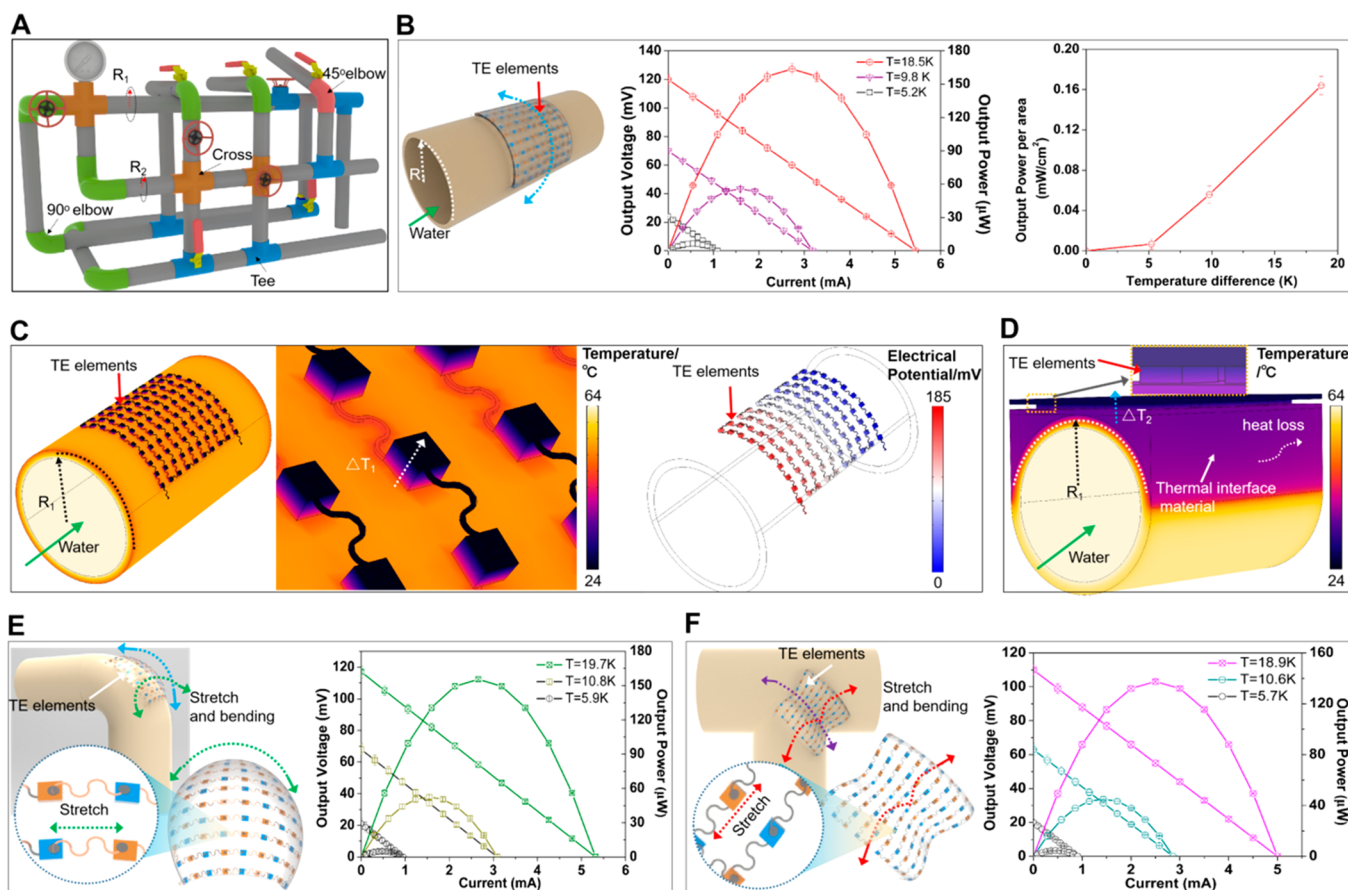 A
R1
45o elbow
R2
Cross
90o elbow
Tee
B
TE elements
R1
Water
Output Voltage (mV)
140
120
100
80
60
40
20
0
0 1 2 3 4 5 6
Current (mA)
T=18.5K
T=9.8 K
T=5.2K
180
150
120
90
60
30
0
Output Power (μW)
Output Power per area
(mW/cm2)
0.20
0.16
0.12
0.08
0.04
0.00
0 5 10 15 20
Temperature difference (K)
C
TE elements
R1
Water
△T1
Temperature/
oC
64
24
TE elements
Electrical
Potential/mV
185
0
D
TE elements
Temperature
/oC
64
△T2
heat loss
R1
Thermal interface
material
Water
24
E
TE elements
Stretch
and bending
Stretch
Output Voltage (mV)
120
100
80
60
40
20
0
0 1 2 3 4 5 6
Current (mA)
T=19.7K
T=10.8K
T=5.9K
180
150
120
90
60
30
0
Output Power (μW)
F
TE elements
Stretch
and bending
Stretch
Output Voltage (mV)
120
100
80
60
40
20
0
0 1 2 3 4 5
Current (mA)
T=18.9K
T=10.6K
T=5.7K
160
120
80
40
0
Output Power (μW)